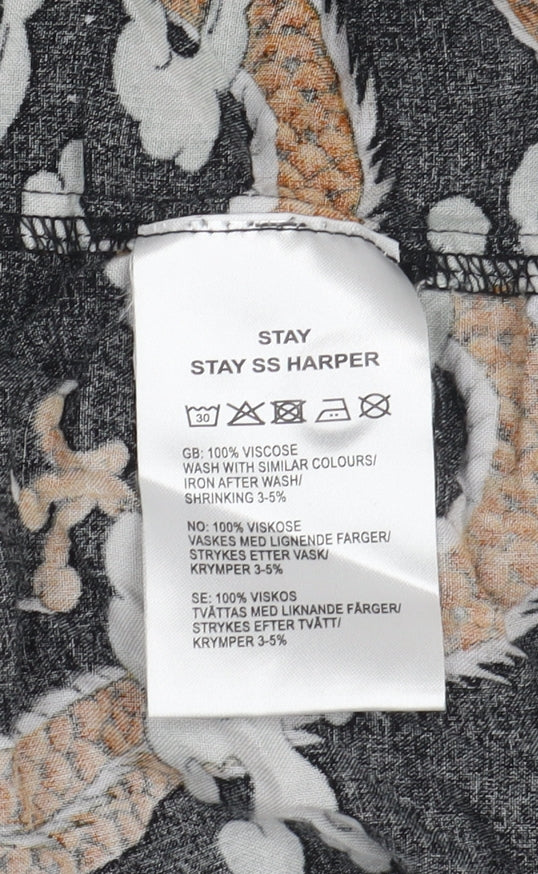 STAY
STAY SS HARPER
30
GB: 100% VISCOSE
WASH WITH SIMILAR COLOURS/
IRON AFTER WASH/
SHRINKING 3-5%
NO: 100% VISKOSE
VASKES MED LIGNENDE FARGER/
STRYKES ETTER VASK/
KRYMPER 3-5%
SE: 100% VISKOS
TVÄTTAS MED LIKNANDE FÄRGER/
STRYKES EFTER TVÄTT/
KRYMPER 3-5%